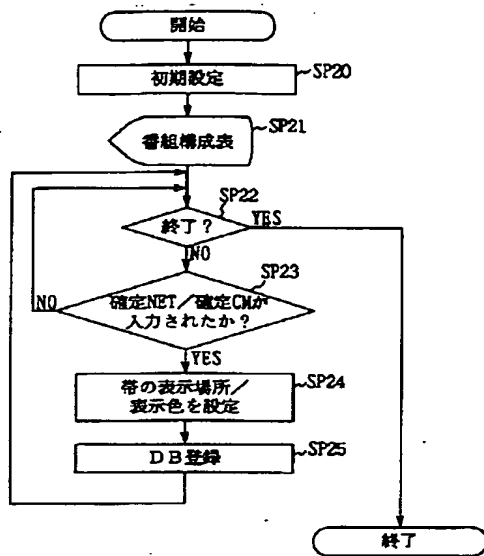 開始
初期設定
SP20
番組構成表
SP21
SP22
終了？
YES
NO
SP23
確定NET／確定CMが
入力されたか？
NO
YES
帯の表示場所／
表示色を設定
SP24
DB登録
SP25
終了